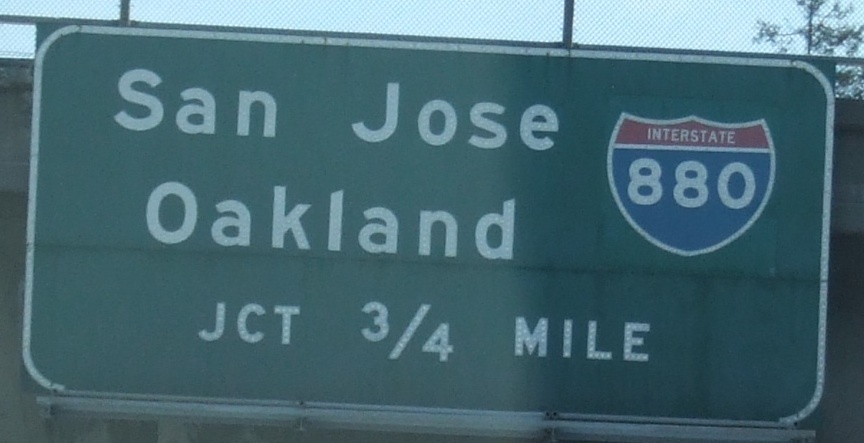 San Jose
Oakland
INTERSTATE
880
JCT 3/4 MILE